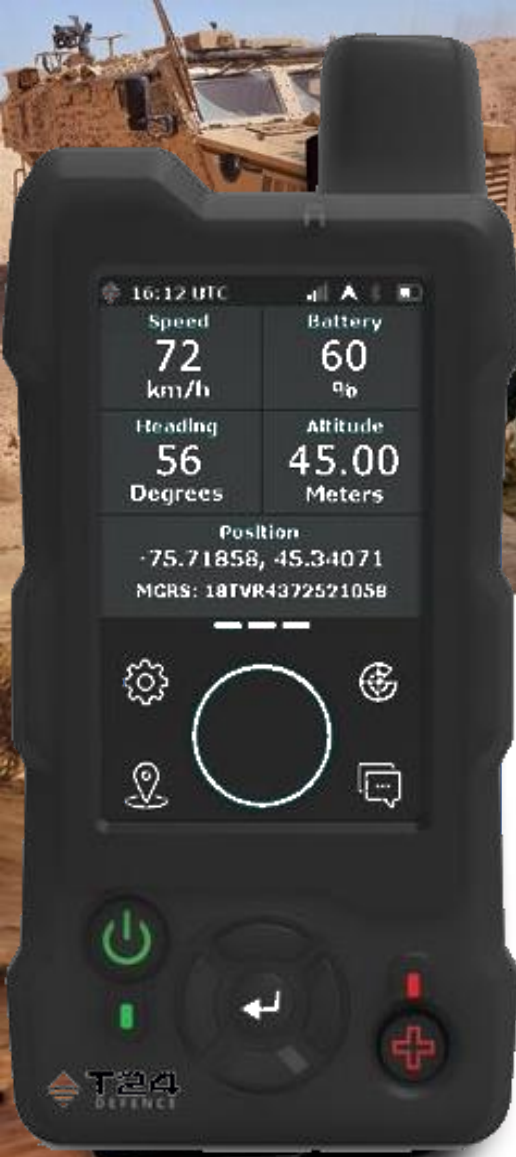 16:12 UTC
Speed
72
km/h
Battery
60
%
Heading
56
Degrees
Altitude
45.00
Meters
Position
-75.71858, 45.34071
MGRS: 18TVR4372521058
T24
DEFENCE